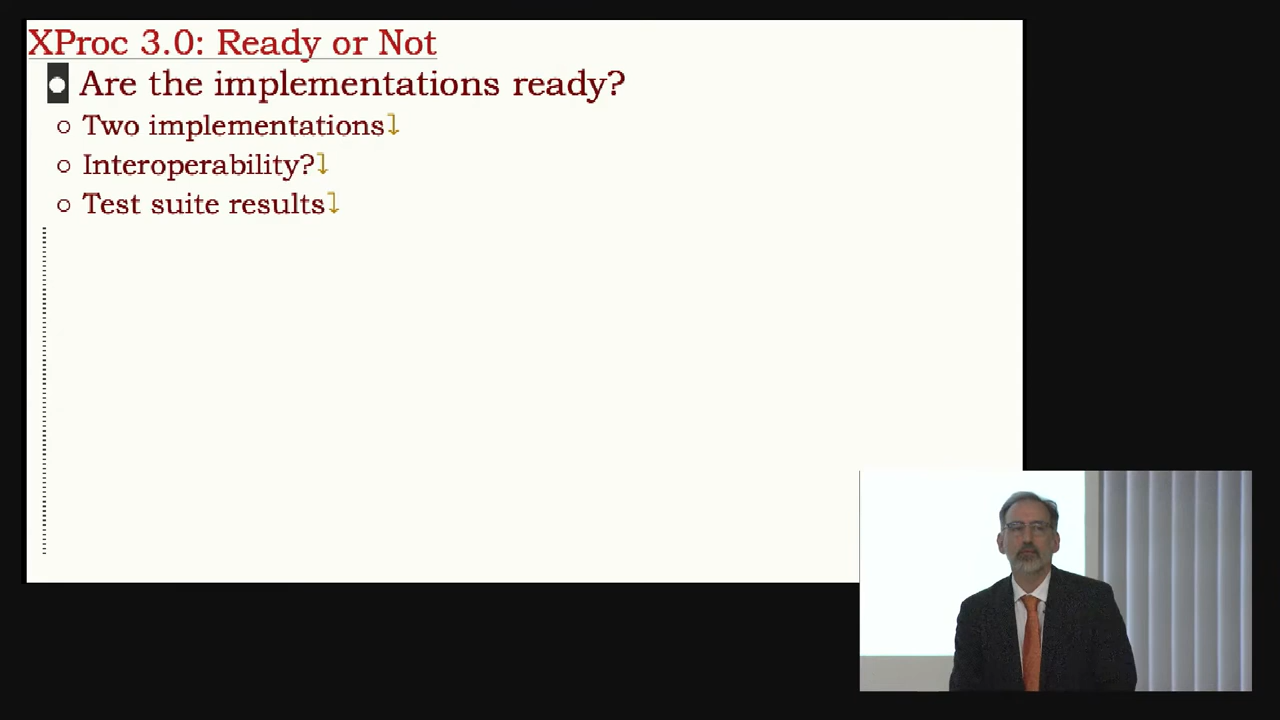 XProc 3.0: Ready or Not
● Are the implementations ready?
○ Two implementations⤵
○ Interoperability?⤵
○ Test suite results⤵